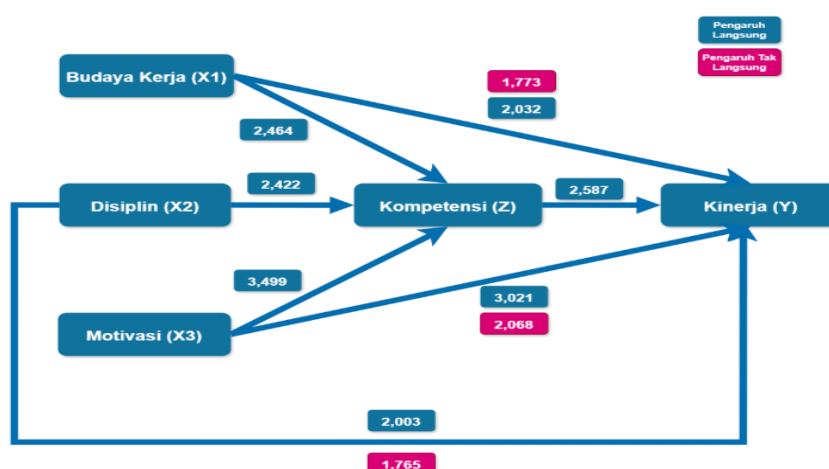 Pengaruh
Langsung
Pengaruh Tak
Langsung
Budaya Kerja (X1)
1,773
2,032
2,464
2,422
Disiplin (X2)
Kompetensi (Z)
2,587
Kinerja (Y)
3,499
3,021
2,068
Motivasi (X3)
2,003
1,765